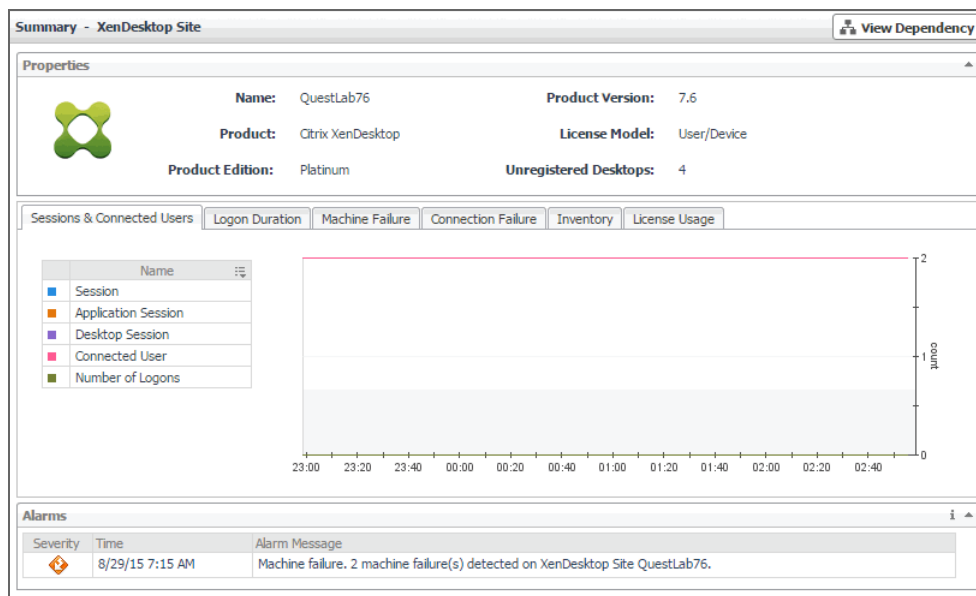 Summary - XenDesktop Site
View Dependency
Properties
Name: QuestLab76 Product Version: 7.6
Product: Citrix XenDesktop License Model: User/Device
Product Edition: Platinum Unregistered Desktops: 4
Sessions & Connected Users Logon Duration Machine Failure Connection Failure Inventory License Usage
Name
Session
Application Session
Desktop Session
Connected User
Number of Logons
2
1
0
count
23:00 23:20 23:40 00:00 00:20 00:40 01:00 01:20 01:40 02:00 02:20 02:40
Alarms
i
Severity Time Alarm Message
8/29/15 7:15 AM Machine failure. 2 machine failure(s) detected on XenDesktop Site QuestLab76.